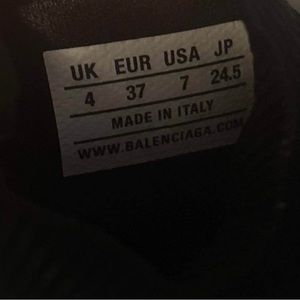 UK EUR USA JP
4 37 7 24.5
MADE IN ITALY
WWW.BALENCIAGA.COM